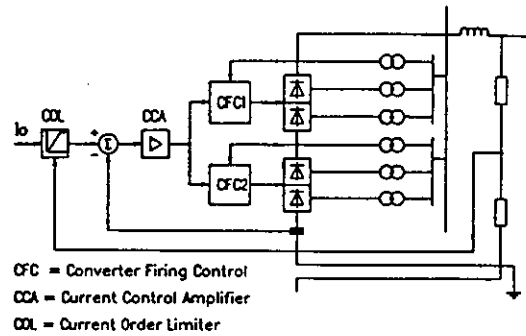 Io
COL
+
Σ
−
CCA
CFC1
CFC2
CFC = Converter Firing Control
CCA = Current Control Amplifier
COL = Current Order Limiter